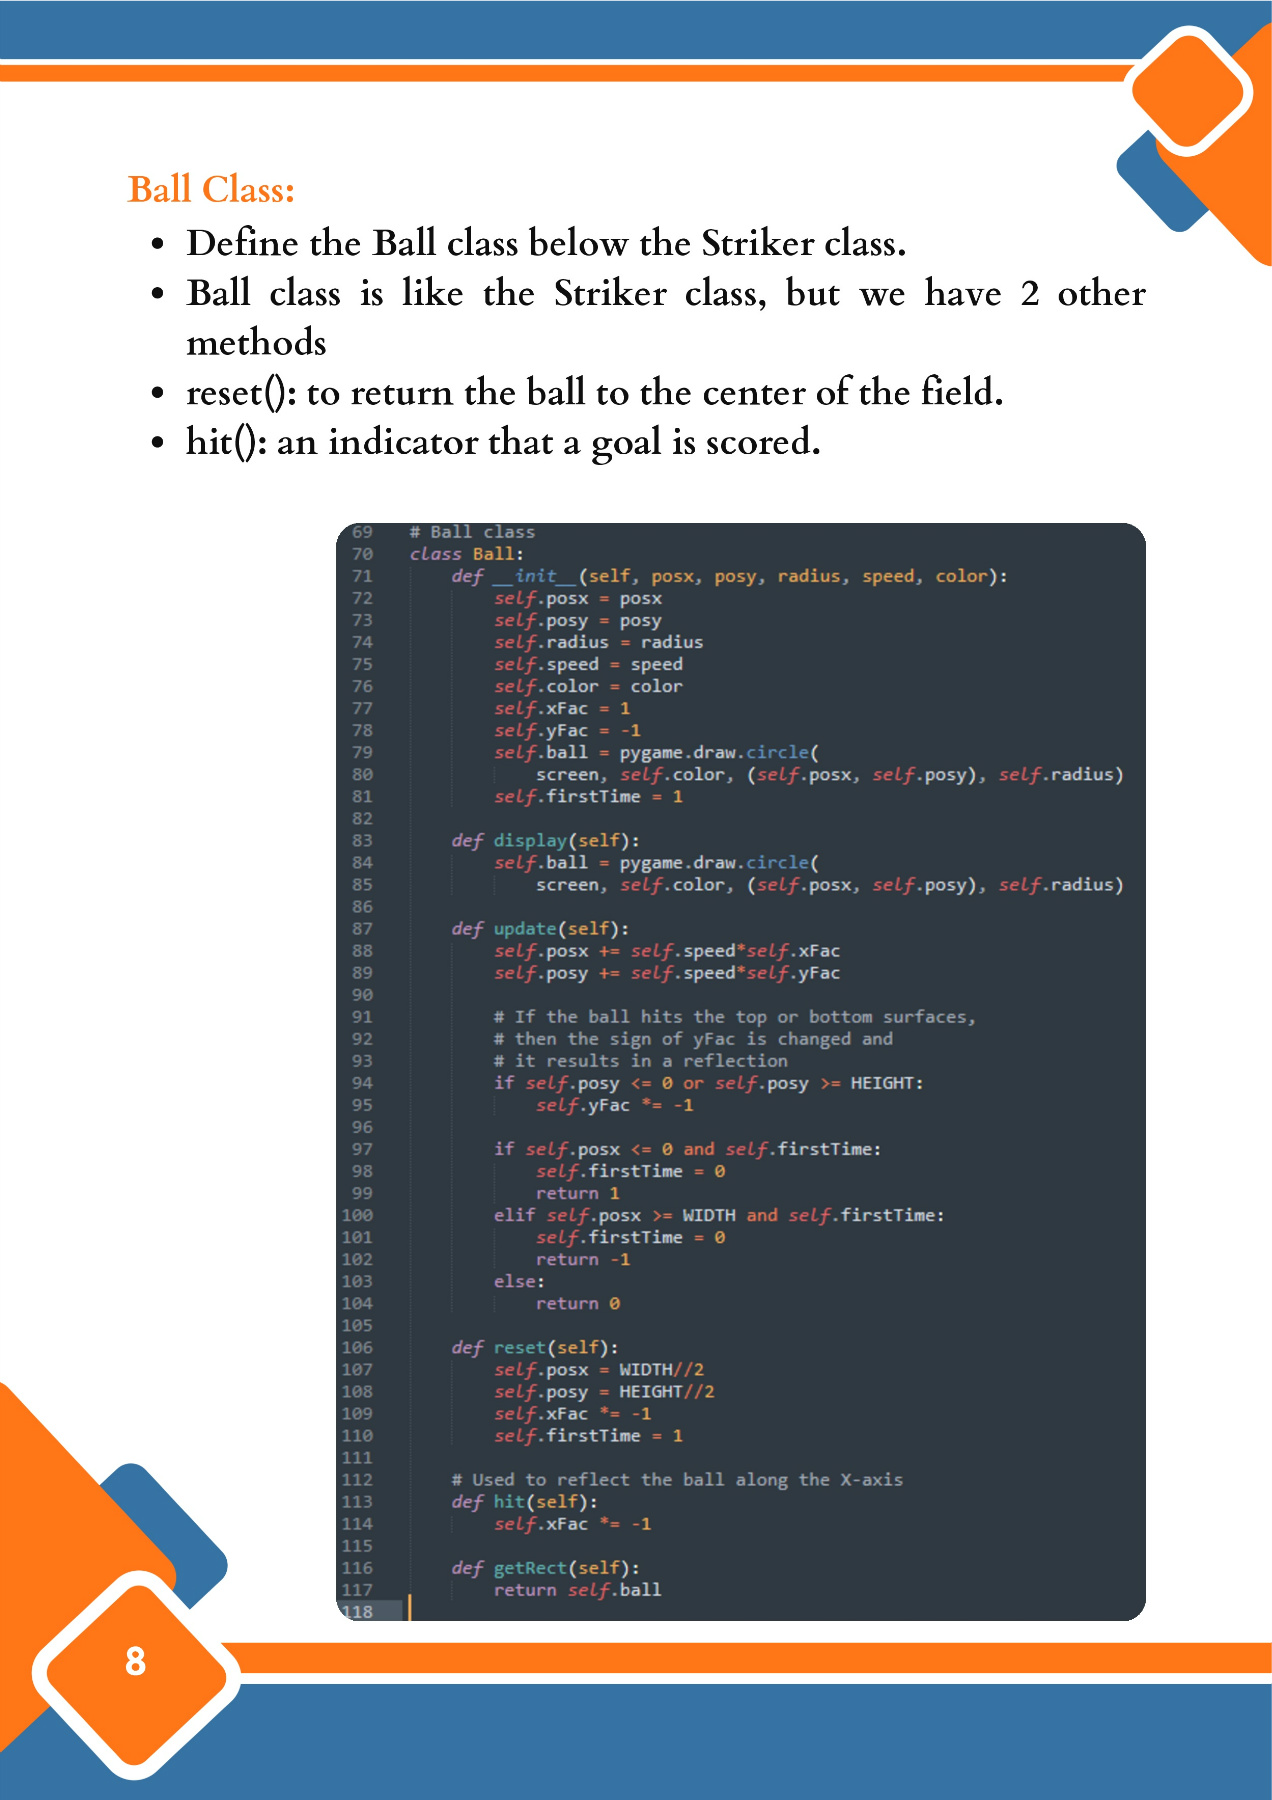 Ball Class:
• Define the Ball class below the Striker class.
• Ball class is like the Striker class, but we have 2 other
methods
• reset(): to return the ball to the center of the field.
• hit(): an indicator that a goal is scored.
69 # Ball class
70 class Ball:
71     def __init__(self, posx, posy, radius, speed, color):
72         self.posx = posx
73         self.posy = posy
74         self.radius = radius
75         self.speed = speed
76         self.color = color
77         self.xFac = 1
78         self.yFac = -1
79         self.ball = pygame.draw.circle(
80             screen, self.color, (self.posx, self.posy), self.radius)
81         self.firstTime = 1
82
83     def display(self):
84         self.ball = pygame.draw.circle(
85             screen, self.color, (self.posx, self.posy), self.radius)
86
87     def update(self):
88         self.posx += self.speed*self.xFac
89         self.posy += self.speed*self.yFac
90
91         # If the ball hits the top or bottom surfaces,
92         # then the sign of yFac is changed and
93         # it results in a reflection
94         if self.posy <= 0 or self.posy >= HEIGHT:
95             self.yFac *= -1
96
97         if self.posx <= 0 and self.firstTime:
98             self.firstTime = 0
99             return 1
100         elif self.posx >= WIDTH and self.firstTime:
101             self.firstTime = 0
102             return -1
103         else:
104             return 0
105
106     def reset(self):
107         self.posx = WIDTH//2
108         self.posy = HEIGHT//2
109         self.xFac *= -1
110         self.firstTime = 1
111
112     # Used to reflect the ball along the X-axis
113     def hit(self):
114         self.xFac *= -1
115
116     def getRect(self):
117         return self.ball
118
8